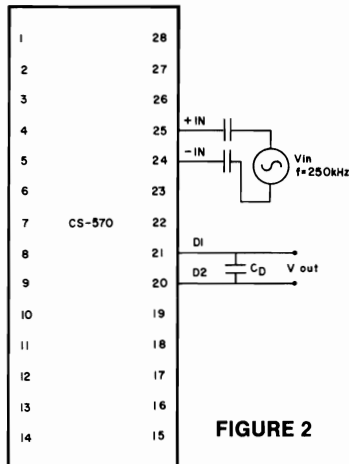 1 28
2 27
3 26
4 25 + IN
5 24 - IN
6 23
Vin
f=250kHz
7 CS-570 22
8 21 D1
9 20 D2
CD V out
10 19
11 18
12 17
13 16
14 15
FIGURE 2